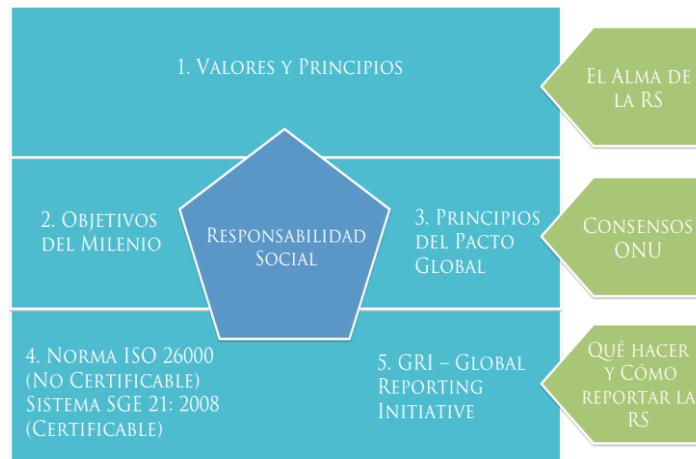 1. Valores y Principios
El Alma de
la RS
2. Objetivos
del Milenio
Responsabilidad
Social
3. Principios
del Pacto
Global
Consensos
ONU
4. Norma ISO 26000
(No Certificable)
Sistema SGE 21: 2008
(Certificable)
5. GRI – Global
Reporting
Initiative
Qué hacer
y Cómo
reportar la
RS